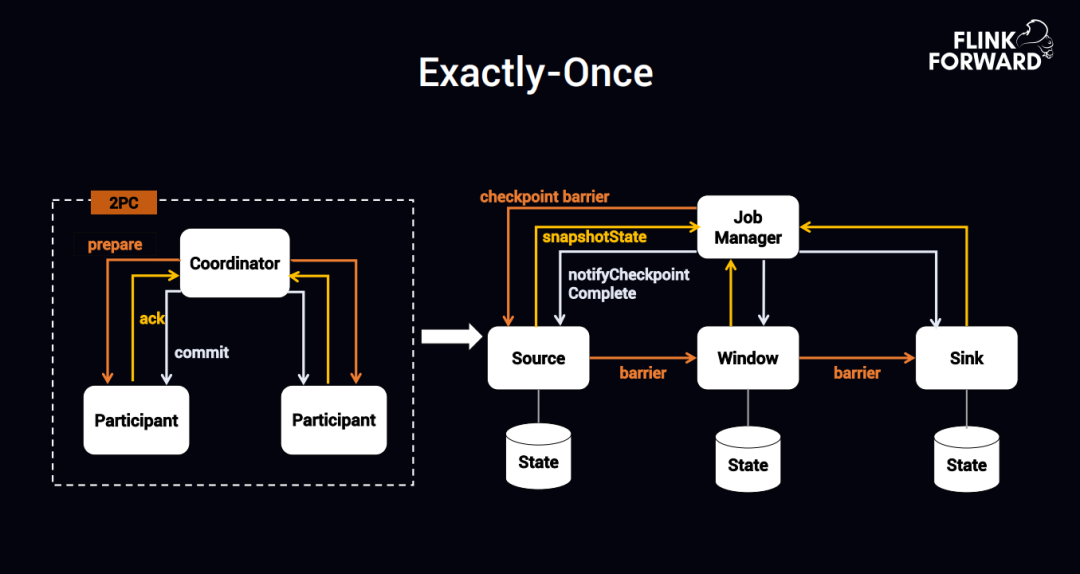 FLINK
FORWARD
Exactly-Once
2PC
prepare
Coordinator
ack
commit
Participant
Participant
checkpoint barrier
Job
Manager
snapshotState
notifyCheckpoint
Complete
Source
barrier
Window
barrier
Sink
State
State
State